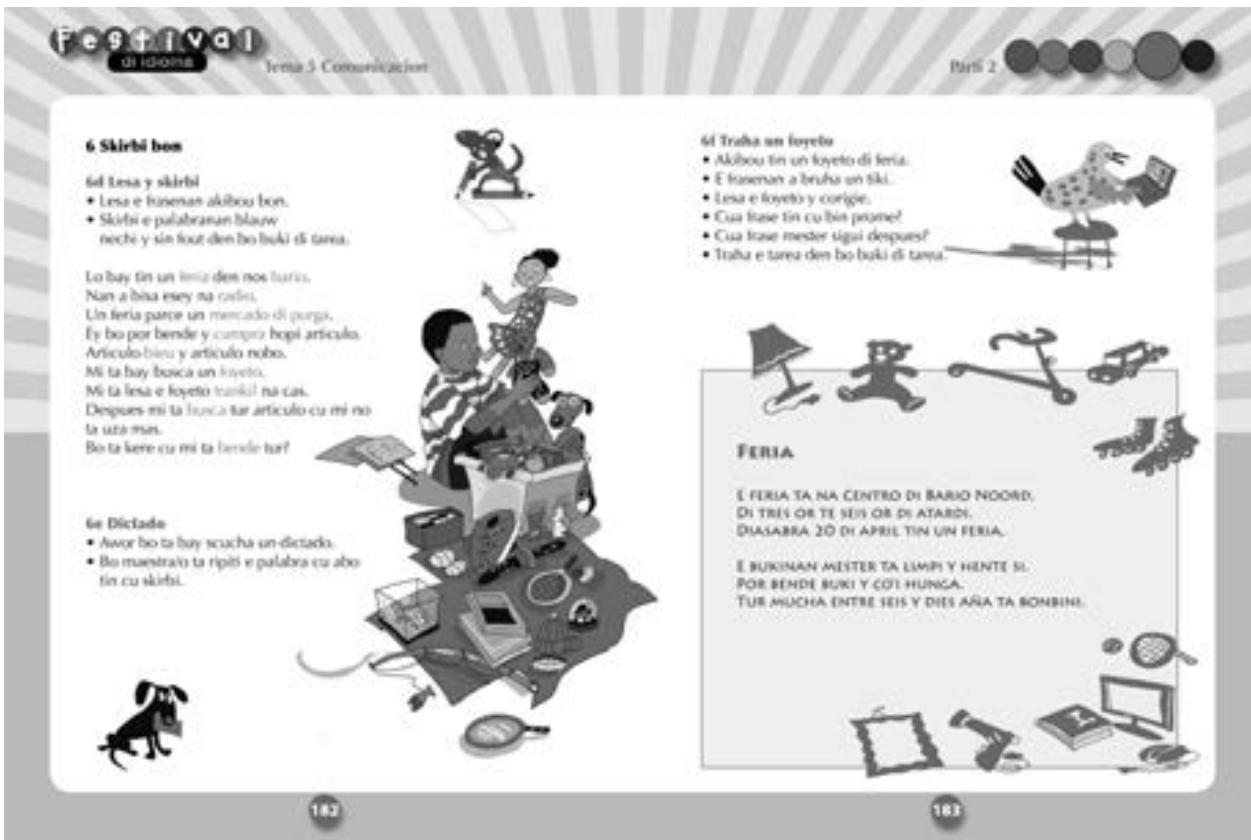 Festival
di idioma
Tema 5 Comunicacion
Parti 2
6 Skirbi bon
6d Lesa y skirbi
• Lesa e frasenan akibou bon.
• Skirbi e palabranan blauw
nechi y sin fout den bo buki di tarea.
Lo bay tin un feria den nos bario.
Nan a bisa esey na radio.
Un feria parce un mercado di purga.
Ey bo por bende y cumpra hopi articulo.
Articulo bieu y articulo nobo.
Mi ta bay busca un foyeto.
Mi ta lesa e foyeto trankil na cas.
Despues mi ta busca tur articulo cu mi no
ta uza mas.
Bo ta kere cu mi ta bende tur?
6e Dictado
• Awor bo ta bay scucha un dictado.
• Bo maestra/o ta ripiti e palabra cu abo
tin cu skirbi.
182
6f Traha un foyeto
• Akibou tin un foyeto di feria.
• E frasenan a bruha un tiki.
• Lesa e foyeto y corigie.
• Cua frase tin cu bin prome?
• Cua frase mester sigui despues?
• Traha e tarea den bo buki di tarea.
FERIA
E FERIA TA NA CENTRO DI BARIO NOORD.
DI TRES OR TE SEIS OR DI ATARDI.
DIASABRA 20 DI APRIL TIN UN FERIA.
E BUKINAN MESTER TA LIMPI Y HENTE SI.
POR BENDE BUKI Y CO'I HUNGA.
TUR MUCHA ENTRE SEIS Y DIES AÑA TA BONBINI.
183